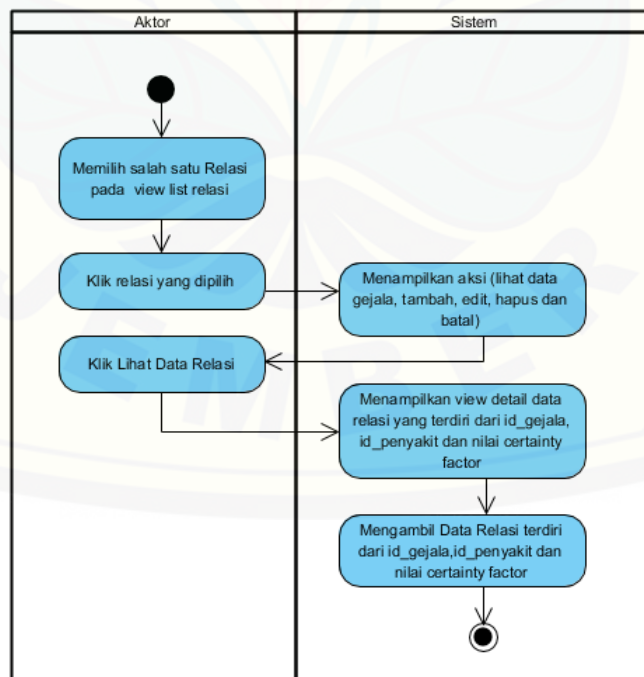 Aktor
Sistem
Memilih salah satu Relasi
pada view list relasi
Klik relasi yang dipilih
Menampilkan aksi (lihat data
gejala, tambah, edit, hapus dan
batal)
Klik Lihat Data Relasi
Menampilkan view detail data
relasi yang terdiri dari id_gejala,
id_penyakit dan nilai certainty
factor
Mengambil Data Relasi terdiri
dari id_gejala,id_penyakit dan
nilai certainty factor
JEMBER